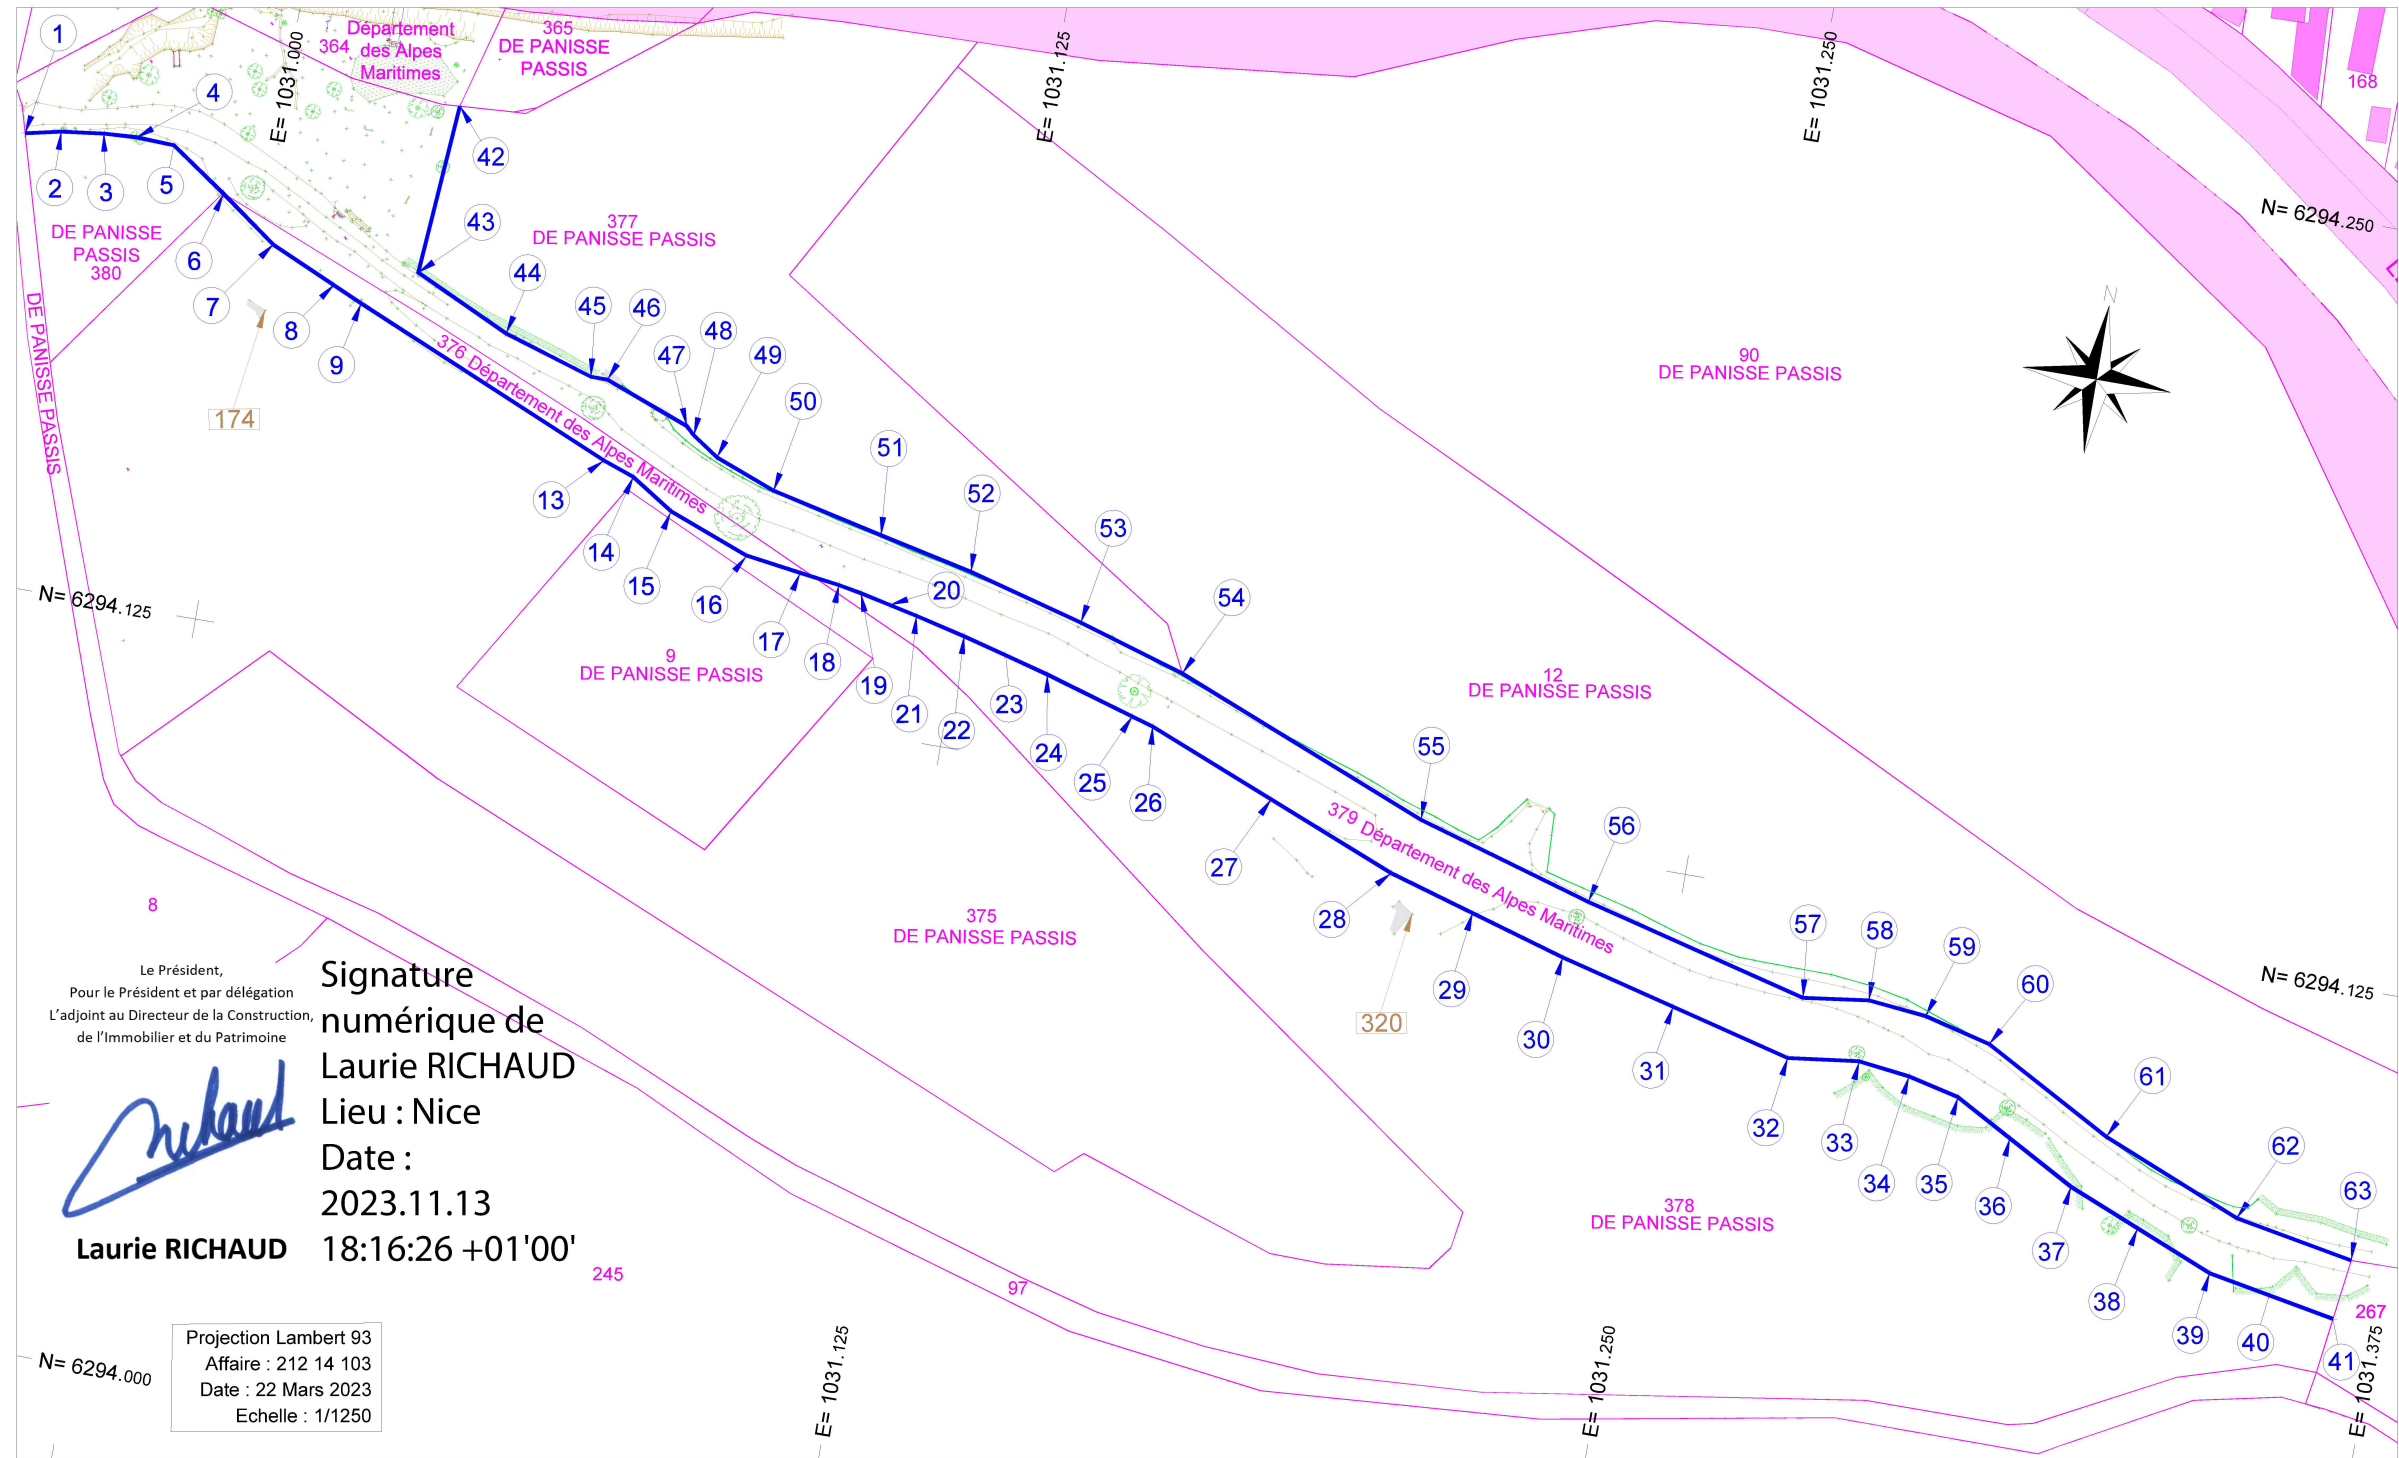 1
Département
364
des Alpes
Maritimes
365
DE PANISSE
PASSIS
E= 1031.000
E= 1031.125
E= 1031.250
168
4
42
2
3
5
DE PANISSE
PASSIS
380
43
377
DE PANISSE PASSIS
N= 6294.250
N
6
7
8
9
44
45
46
47
48
49
50
DE PANISSE PASSIS
174
376 Département des Alpes Maritimes
90
DE PANISSE PASSIS
51
52
53
54
13
14
15
16
17
18
19
20
21
22
23
24
25
26
N= 6294.125
9
DE PANISSE PASSIS
12
DE PANISSE PASSIS
55
56
27
28
379 Département des Alpes Maritimes
8
375
DE PANISSE PASSIS
57
58
59
60
N= 6294.125
320
29
30
31
32
33
34
35
36
37
38
39
40
41
61
62
63
378
DE PANISSE PASSIS
Le Président,
Pour le Président et par délégation
L'adjoint au Directeur de la Construction,
de l'Immobilier et du Patrimoine
Laurie RICHAUD
Signature
numérique de
Laurie RICHAUD
Lieu : Nice
Date :
2023.11.13
18:16:26 +01'00'
245
97
267
Projection Lambert 93
Affaire : 212 14 103
Date : 22 Mars 2023
Echelle : 1/1250
N= 6294.000
E= 1031.125
E= 1031.250
E= 1031.375